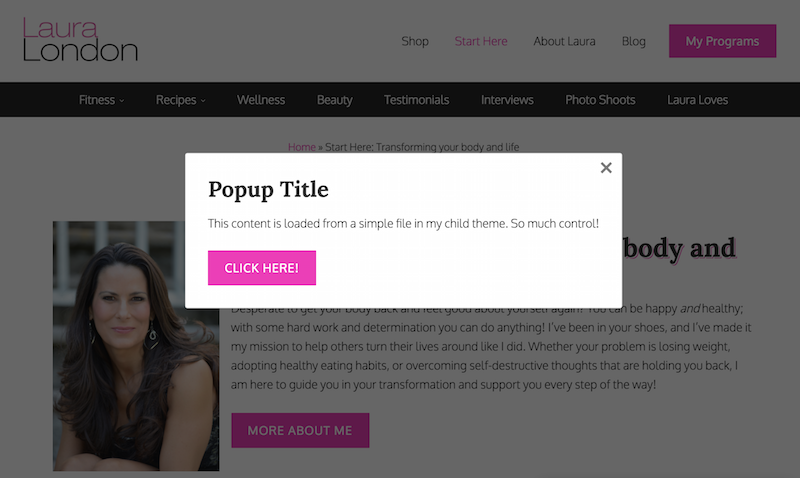 Laura
London
Shop Start Here About Laura Blog My Programs
Fitness Recipes Wellness Beauty Testimonials Interviews Photo Shoots Laura Loves
Home » Start Here: Transforming your body and life
×
Popup Title
This content is loaded from a simple file in my child theme. So much control!
CLICK HERE!
body and
Desperate to get your body back and feel good about yourself again? You can be happy and healthy;
with some hard work and determination you can do anything! I've been in your shoes, and I've made it
my mission to help others turn their lives around like I did. Whether your problem is losing weight,
adopting healthy eating habits, or overcoming self-destructive thoughts that are holding you back, I
am here to guide you in your transformation and support you every step of the way!
MORE ABOUT ME